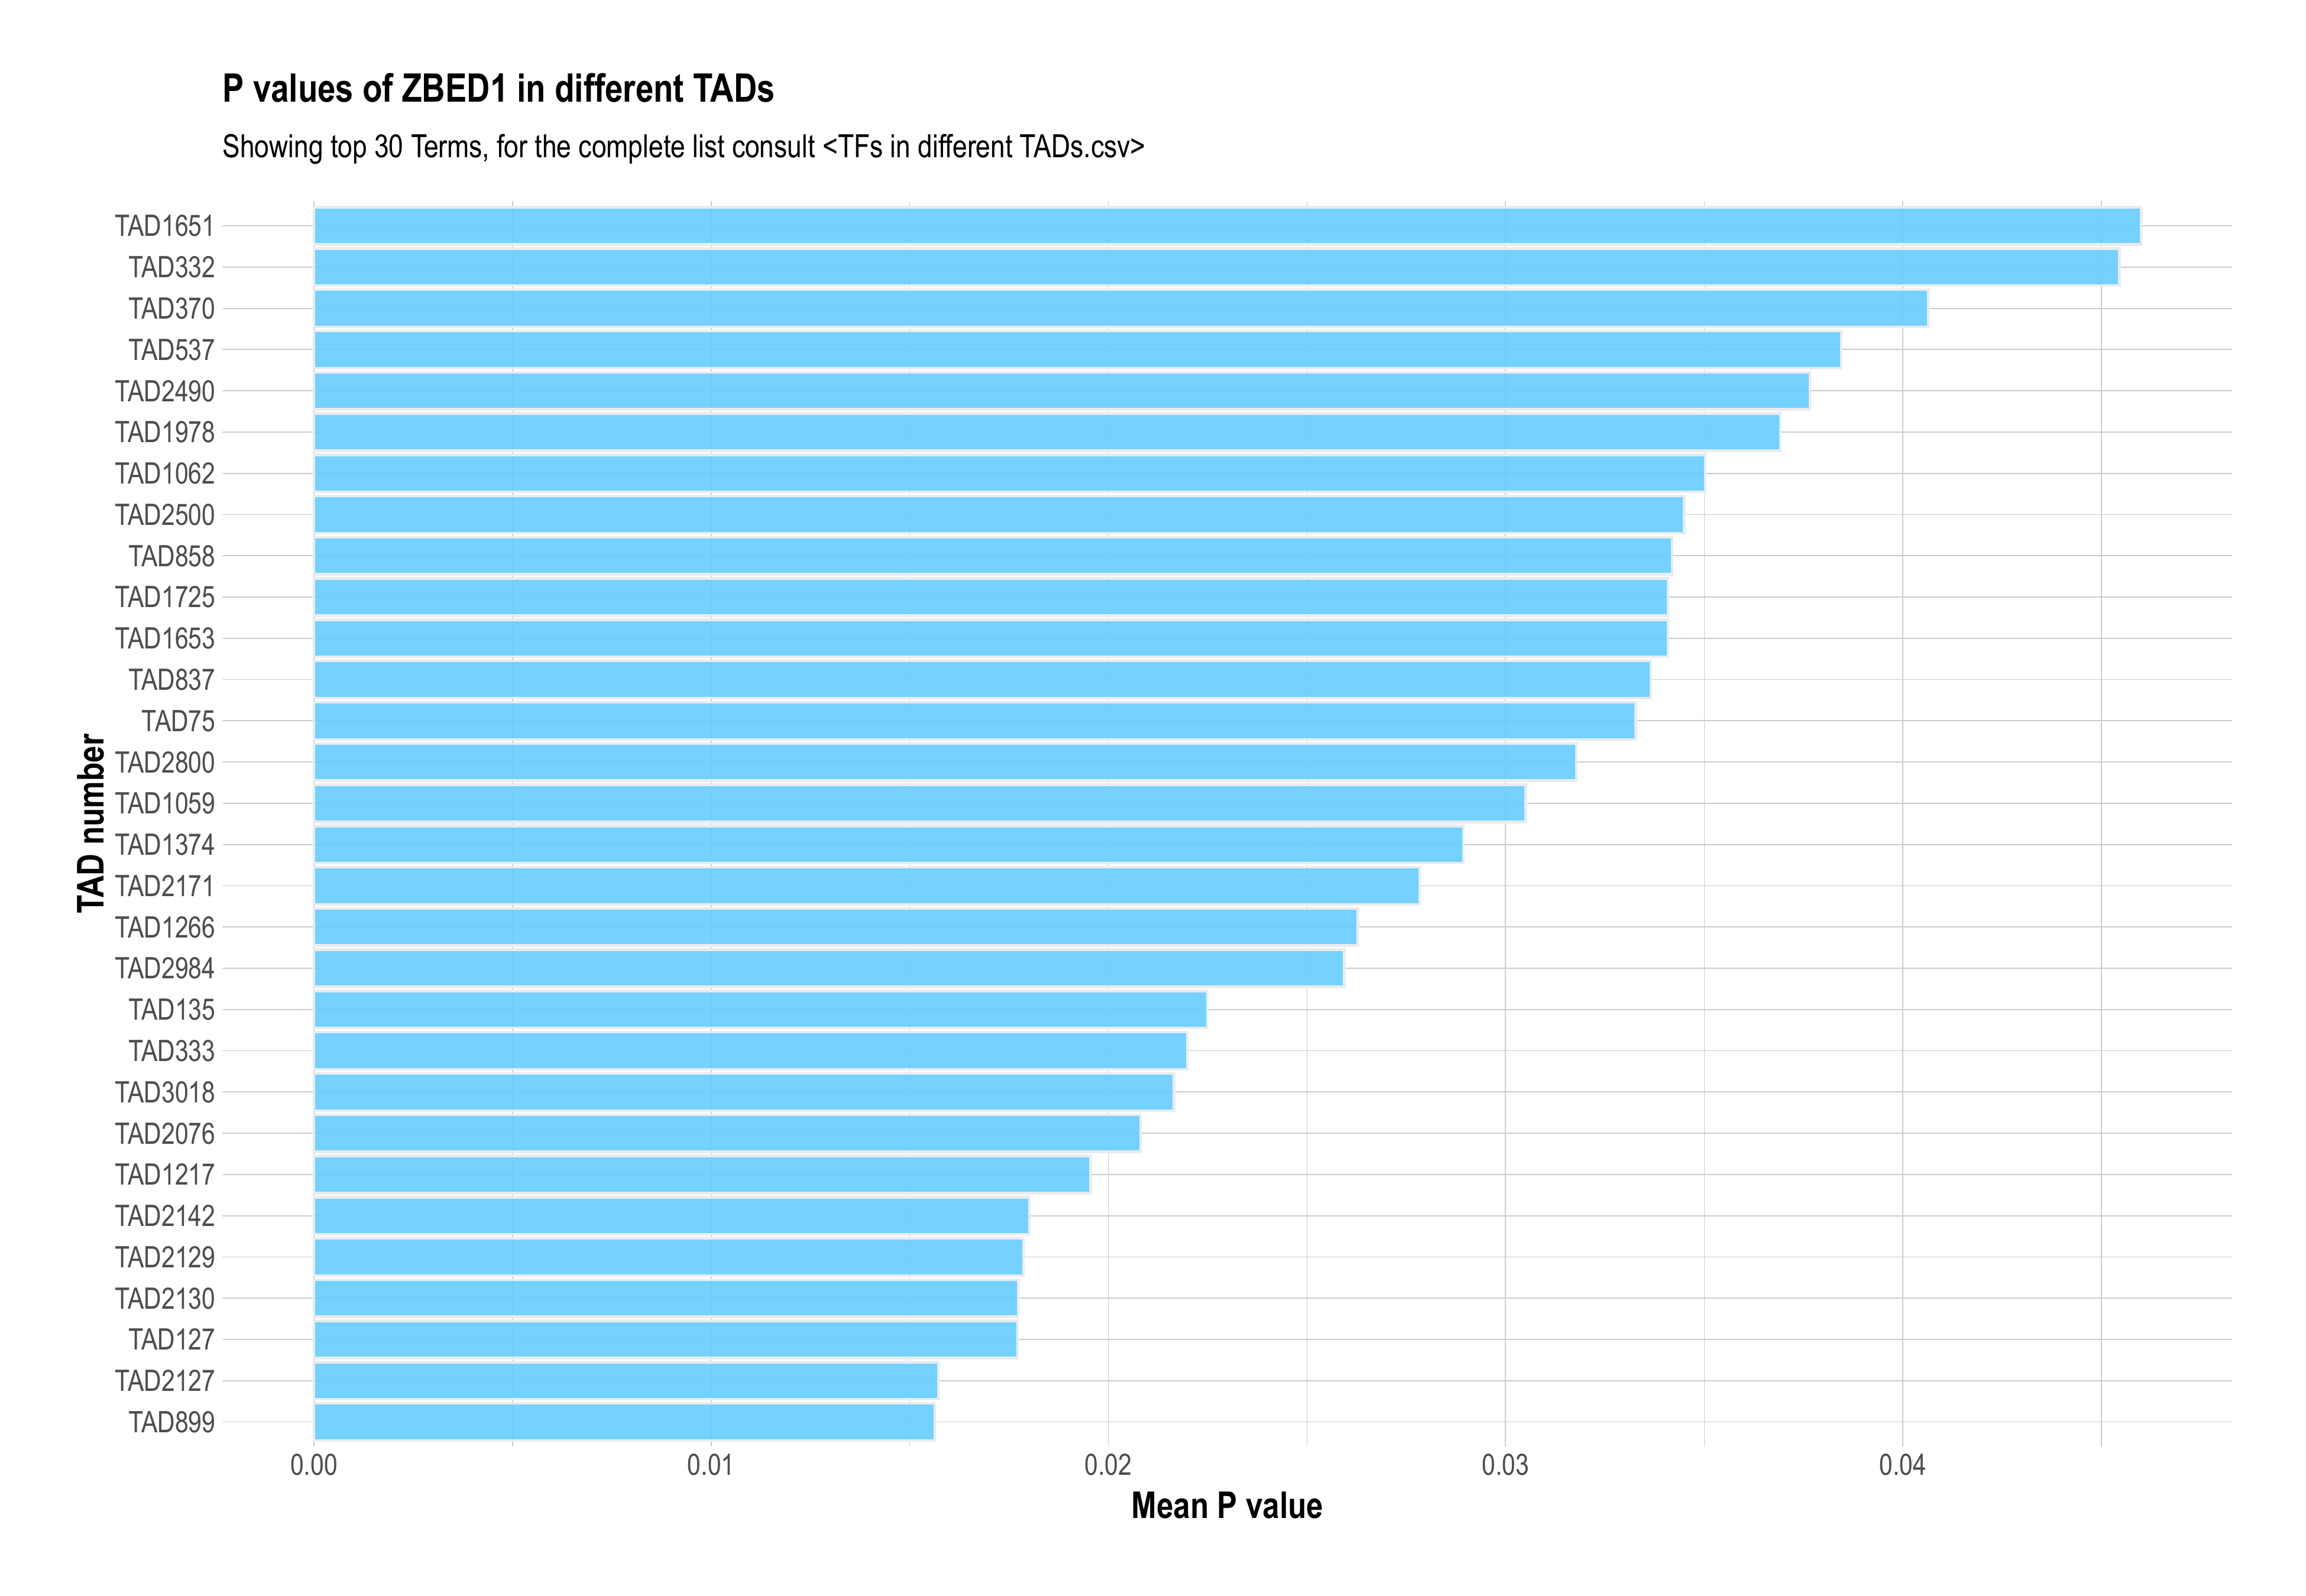 P values of ZBED1 in different TADs
Showing top 30 Terms, for the complete list consult <TFs in different TADs.csv>
TAD number
TAD1651
TAD332
TAD370
TAD537
TAD2490
TAD1978
TAD1062
TAD2500
TAD858
TAD1725
TAD1653
TAD837
TAD75
TAD2800
TAD1059
TAD1374
TAD2171
TAD1266
TAD2984
TAD135
TAD333
TAD3018
TAD2076
TAD1217
TAD2142
TAD2129
TAD2130
TAD127
TAD2127
TAD899
0.00 0.01 0.02 0.03 0.04
Mean P value